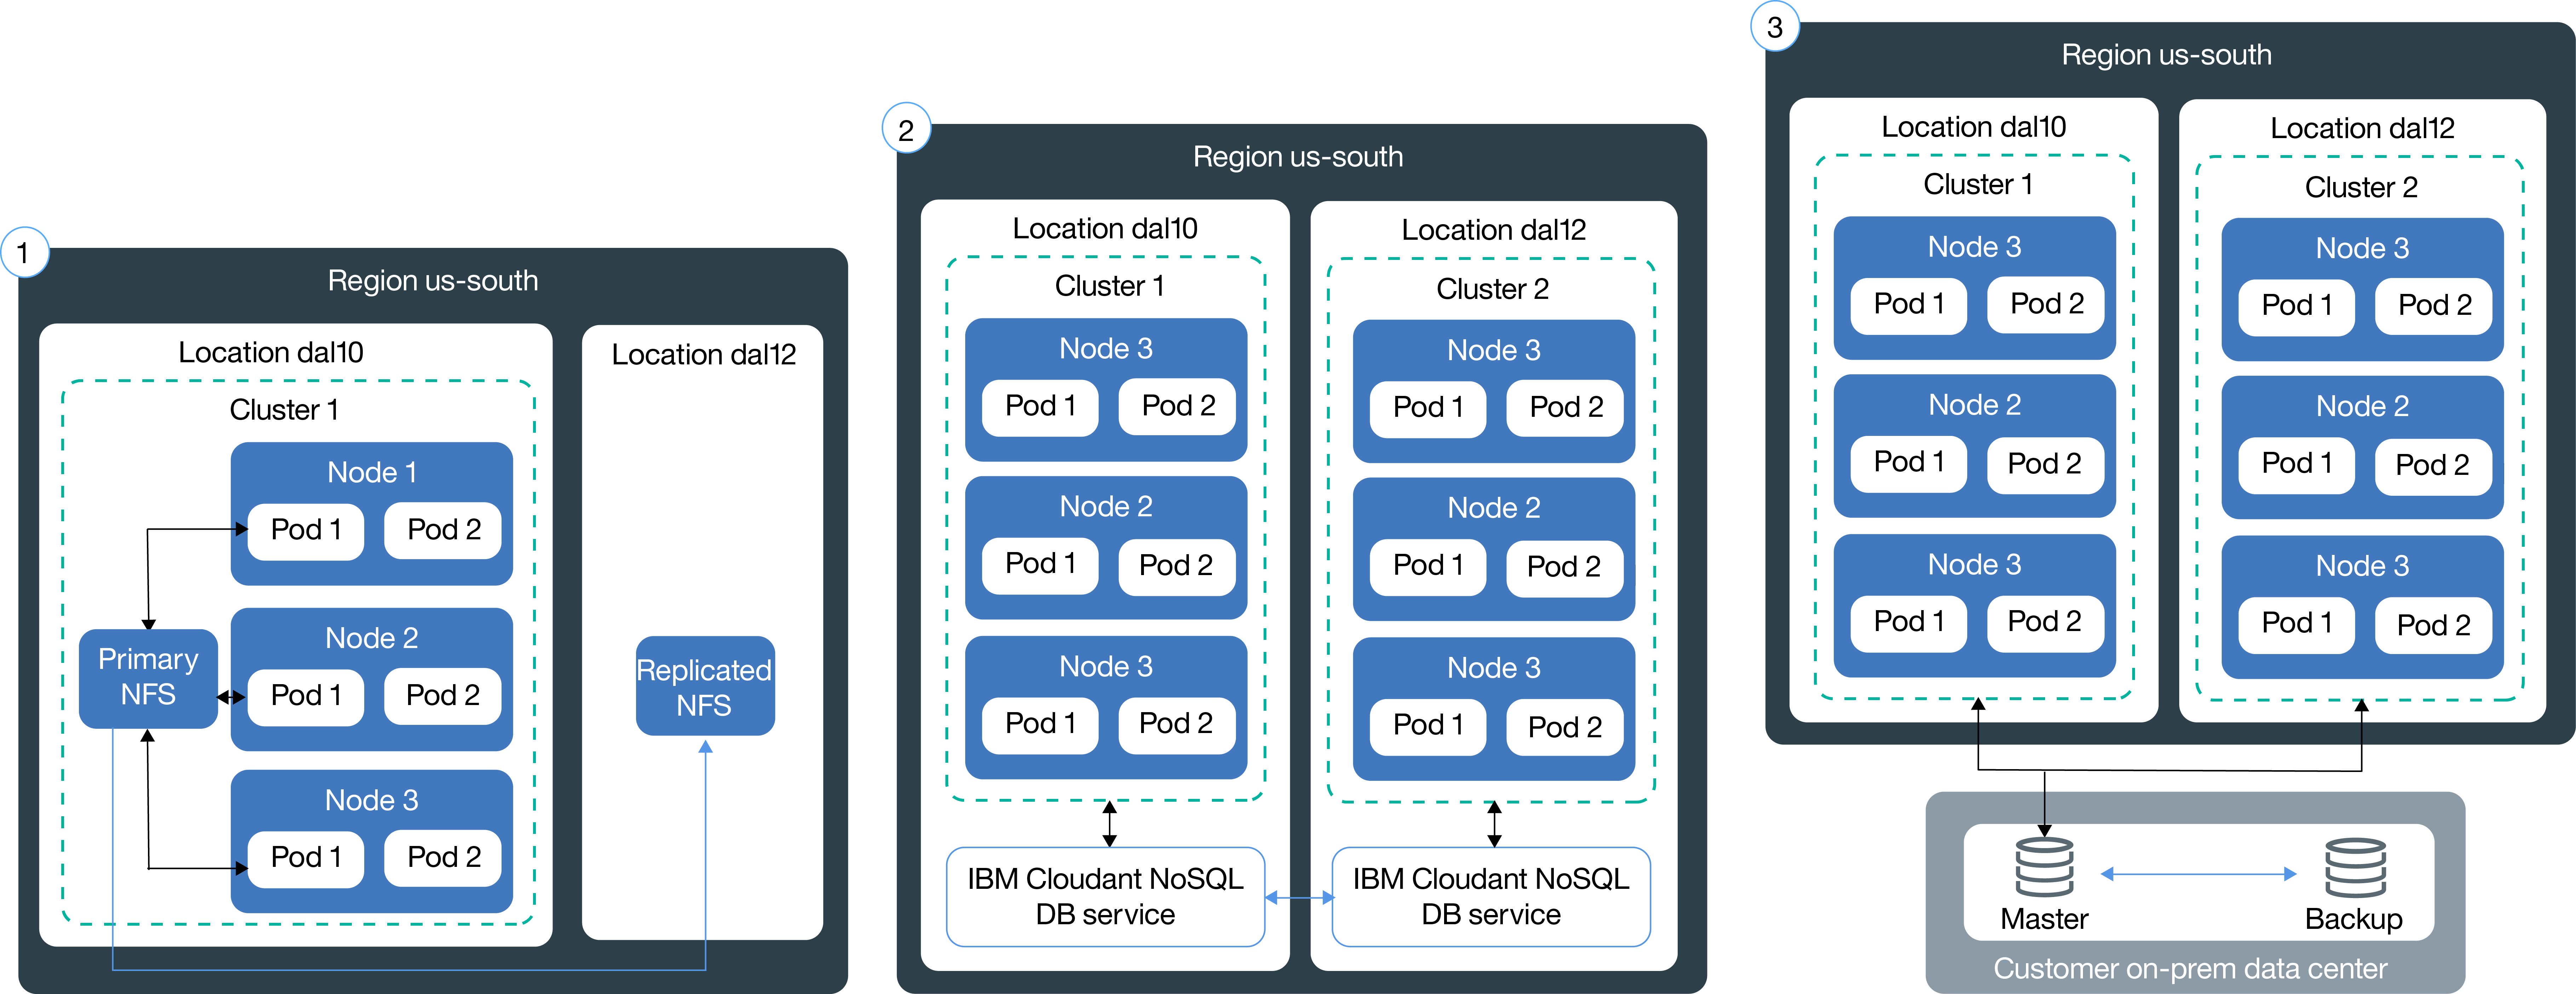 1
Region us-south
Location dal10
Cluster 1
Node 1
Pod 1 Pod 2
Node 2
Pod 1 Pod 2
Node 3
Pod 1 Pod 2
Primary
NFS
Location dal12
Replicated
NFS
2
Region us-south
Location dal10
Cluster 1
Node 3
Pod 1 Pod 2
Node 2
Pod 1 Pod 2
Node 3
Pod 1 Pod 2
IBM Cloudant NoSQL
DB service
Location dal12
Cluster 2
Node 3
Pod 1 Pod 2
Node 2
Pod 1 Pod 2
Node 3
Pod 1 Pod 2
IBM Cloudant NoSQL
DB service
3
Region us-south
Location dal10
Cluster 1
Node 3
Pod 1 Pod 2
Node 2
Pod 1 Pod 2
Node 3
Pod 1 Pod 2
Location dal12
Cluster 2
Node 3
Pod 1 Pod 2
Node 2
Pod 1 Pod 2
Node 3
Pod 1 Pod 2
Master
Backup
Customer on-prem data center